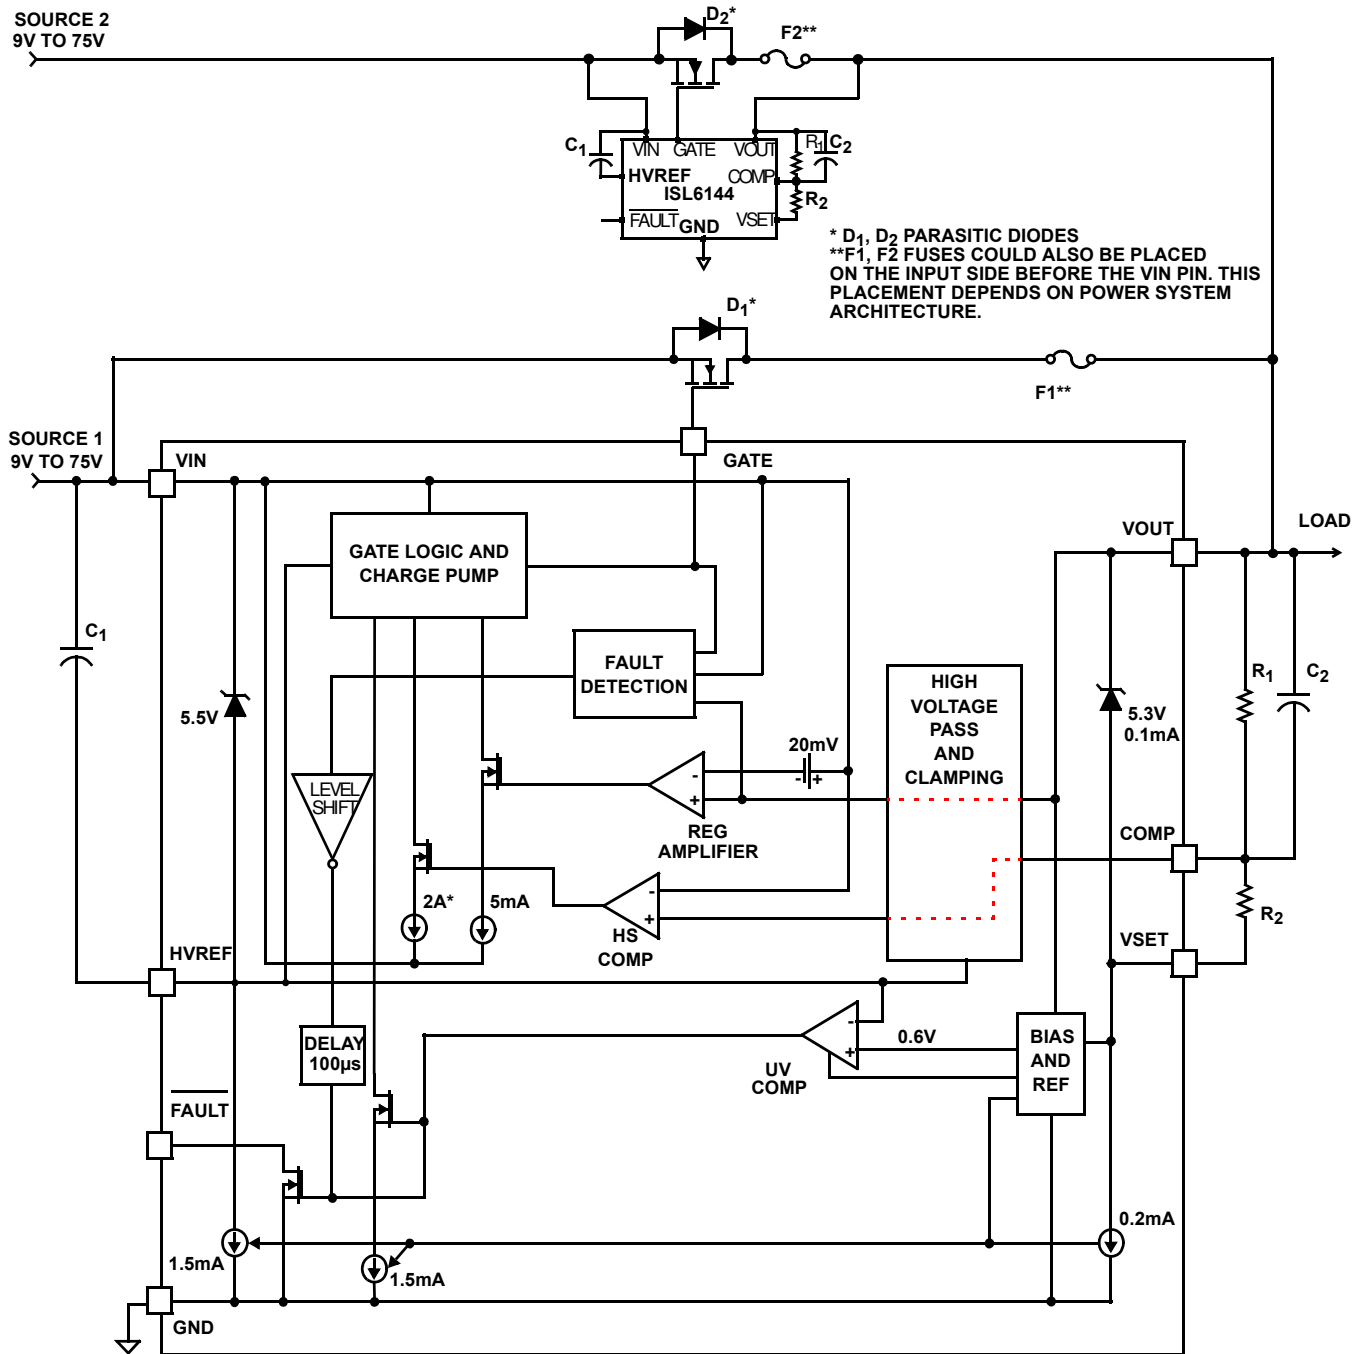 SOURCE 2
9V TO 75V
D2*
F2**
C1
VIN GATE VOUT
R1
C2
HVREF
COMP
ISL6144
R2
FAULT
GND
VSET
* D1, D2 PARASITIC DIODES
**F1, F2 FUSES COULD ALSO BE PLACED
ON THE INPUT SIDE BEFORE THE VIN PIN. THIS
PLACEMENT DEPENDS ON POWER SYSTEM
ARCHITECTURE.
D1*
F1**
SOURCE 1
9V TO 75V
VIN
GATE
VOUT
LOAD
GATE LOGIC AND
CHARGE PUMP
C1
FAULT
DETECTION
HIGH
VOLTAGE
PASS
AND
CLAMPING
R1
C2
5.5V
5.3V
0.1mA
20mV
- +
LEVEL
SHIFT
-
+
REG
AMPLIFIER
COMP
2A*
5mA
-
+
HS
COMP
R2
HVREF
VSET
DELAY
100µs
-
+
0.6V
UV
COMP
BIAS
AND
REF
FAULT
0.2mA
1.5mA
1.5mA
GND